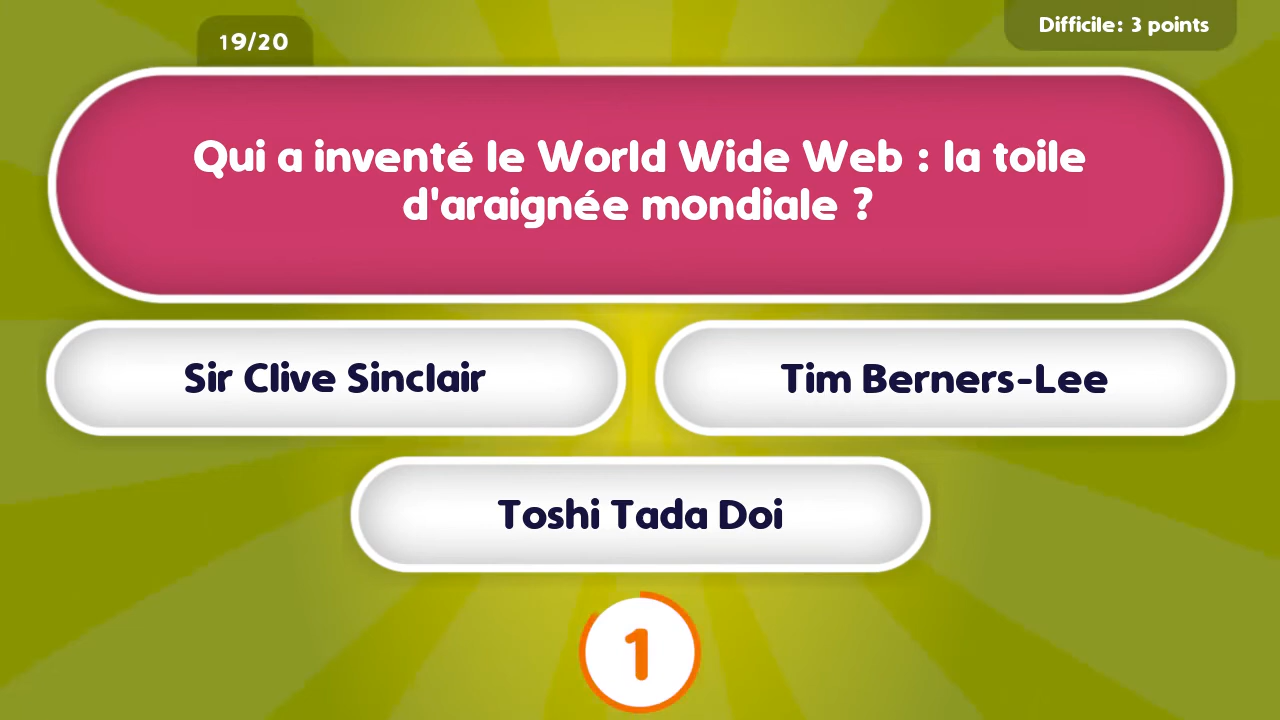 19/20
Difficile: 3 points
Qui a inventé le World Wide Web : la toile
d'araignée mondiale ?
Sir Clive Sinclair
Tim Berners-Lee
Toshi Tada Doi
1